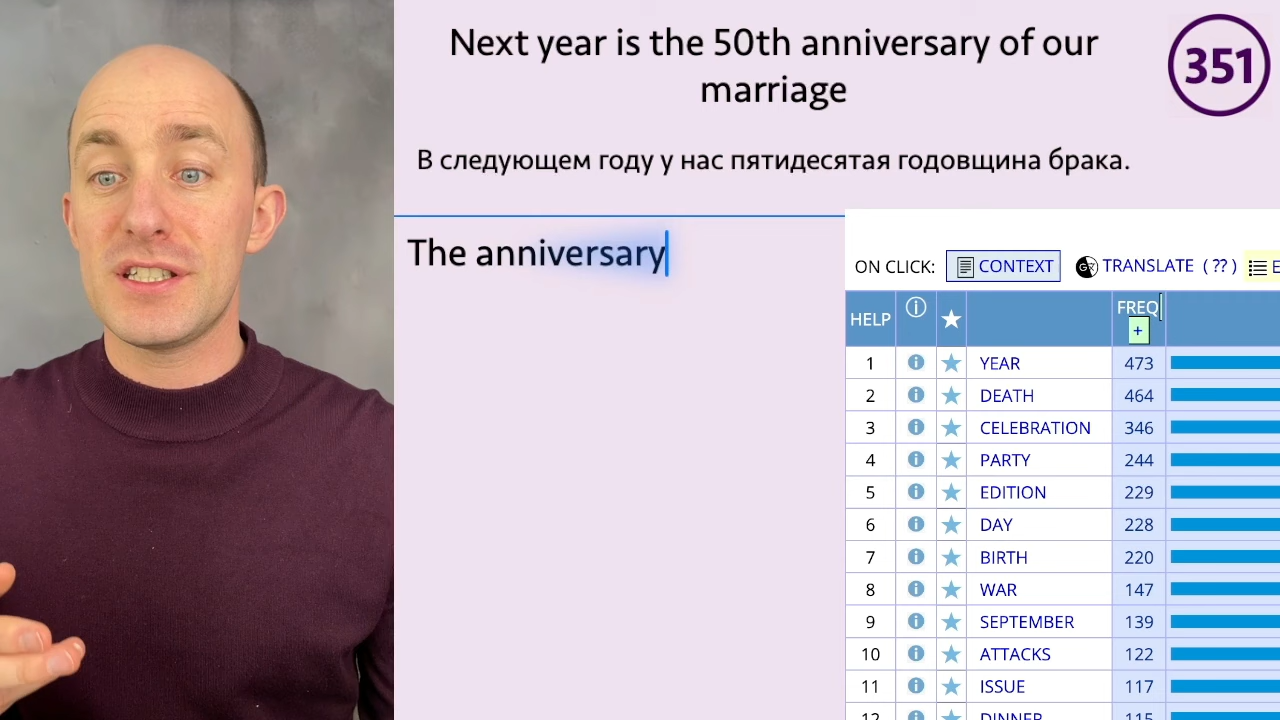 Next year is the 50th anniversary of our
marriage
351
В следующем году у нас пятидесятая годовщина брака.
The anniversary
ON CLICK: CONTEXT TRANSLATE ( ?? )
HELP FREQ
+
1 YEAR 473
2 DEATH 464
3 CELEBRATION 346
4 PARTY 244
5 EDITION 229
6 DAY 228
7 BIRTH 220
8 WAR 147
9 SEPTEMBER 139
10 ATTACKS 122
11 ISSUE 117
12 DINNER 115